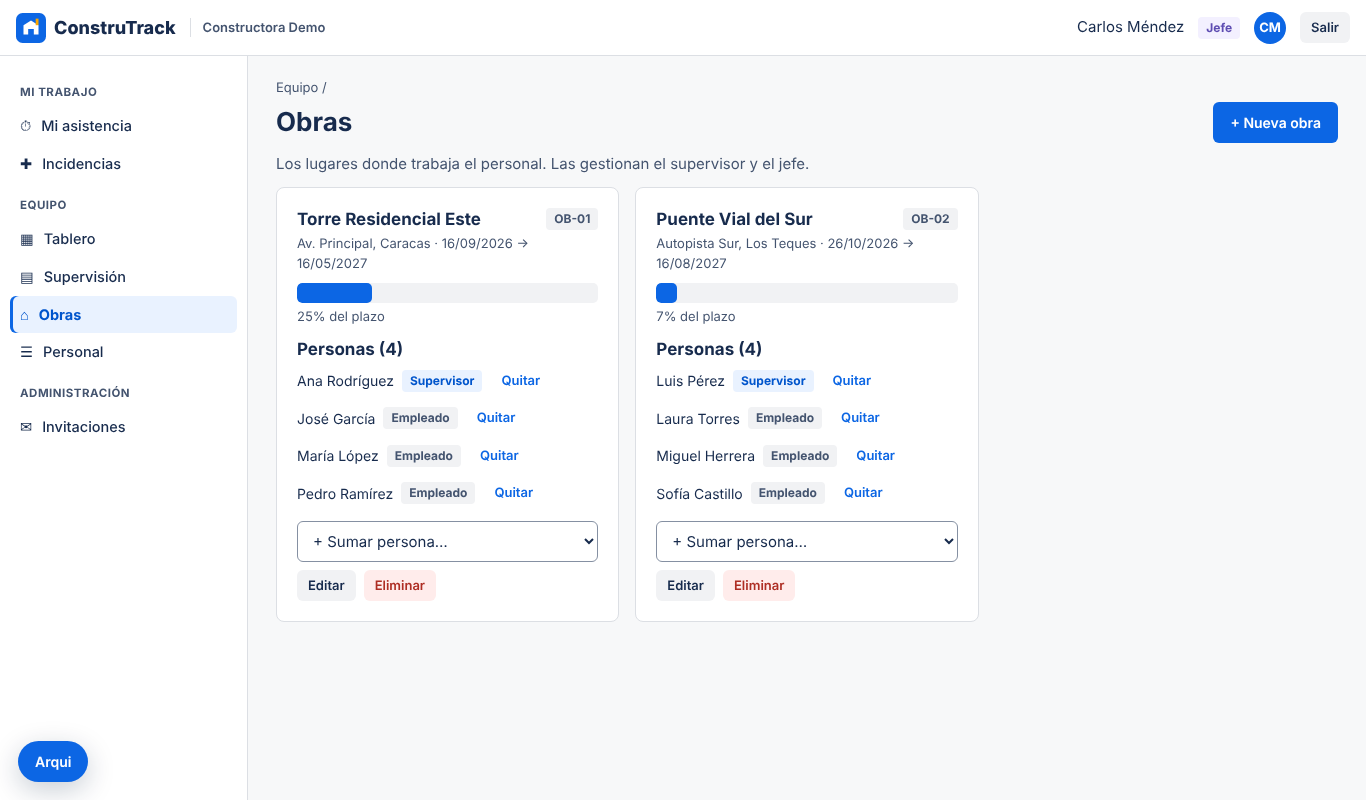 ConstruTrack
Constructora Demo
Carlos Méndez
Jefe
CM
Salir
MI TRABAJO
Mi asistencia
Incidencias
EQUIPO
Tablero
Supervisión
Obras
Personal
ADMINISTRACIÓN
Invitaciones
Arqui
Equipo /
Obras
+ Nueva obra
Los lugares donde trabaja el personal. Las gestionan el supervisor y el jefe.
Torre Residencial Este OB-01
Av. Principal, Caracas · 16/09/2026 →
16/05/2027
25% del plazo
Personas (4)
Ana Rodríguez Supervisor Quitar
José García Empleado Quitar
María López Empleado Quitar
Pedro Ramírez Empleado Quitar
+ Sumar persona...
Editar Eliminar
Puente Vial del Sur OB-02
Autopista Sur, Los Teques · 26/10/2026 →
16/08/2027
7% del plazo
Personas (4)
Luis Pérez Supervisor Quitar
Laura Torres Empleado Quitar
Miguel Herrera Empleado Quitar
Sofía Castillo Empleado Quitar
+ Sumar persona...
Editar Eliminar